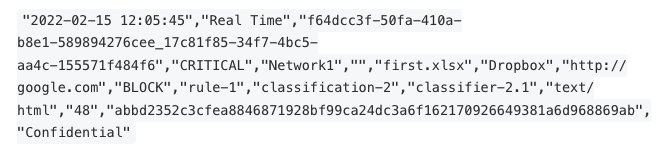 "2022-02-15 12:05:45","Real Time","f64dcc3f-50fa-410a-
b8e1-589894276cee_17c81f85-34f7-4bc5-
aa4c-155571f484f6","CRITICAL","Network1","","first.xlsx","Dropbox","http://
google.com","BLOCK","rule-1","classification-2","classifier-2.1","text/
html","48","abbd2352c3cfea8846871928bf99ca24dc3a6f162170926649381a6d968869ab",
"Confidential"